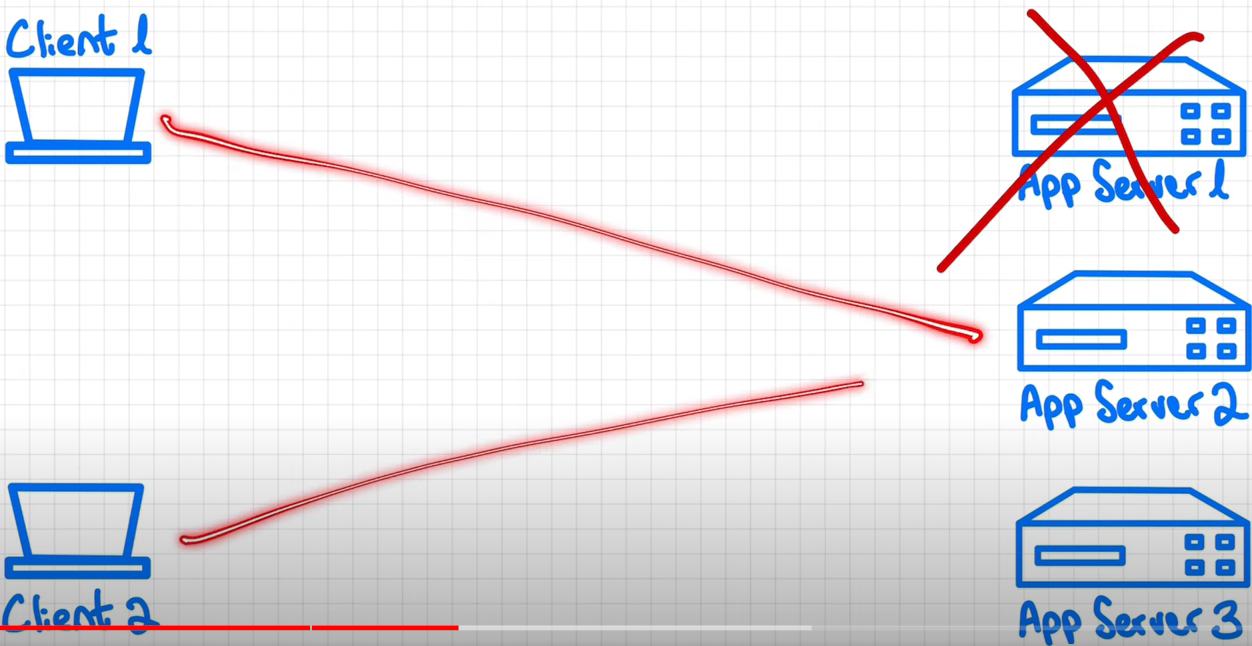 Client 1
App Server 1
App Server 2
Client 2
App Server 3